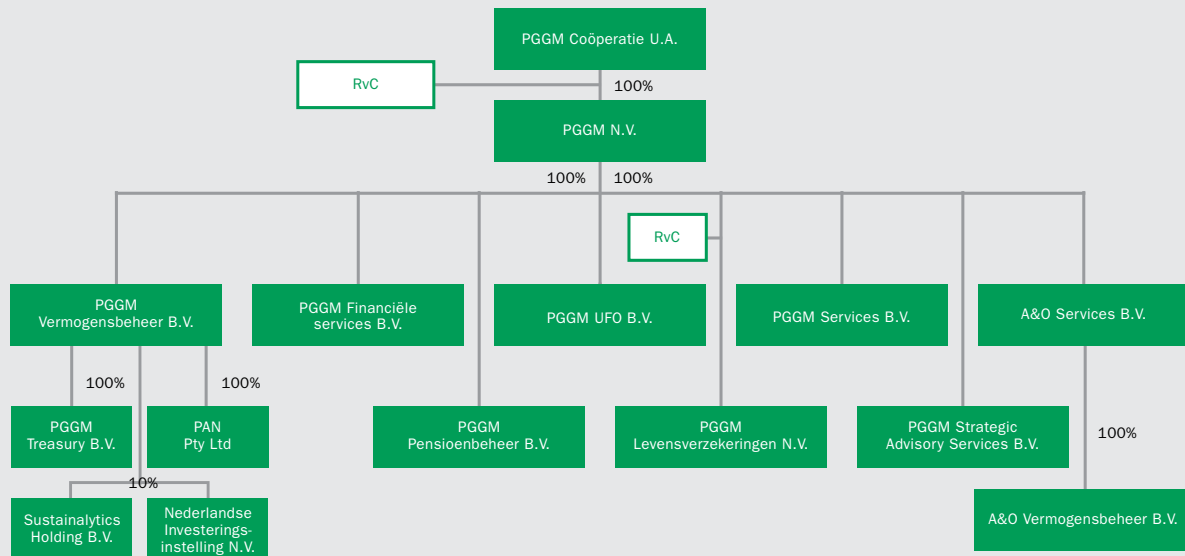 PGGM Coöperatie U.A.
RvC
100%
PGGM N.V.
100% 100%
RvC
PGGM
Vermogensbeheer B.V.
PGGM Financiële
services B.V.
PGGM UFO B.V.
PGGM Services B.V.
A&O Services B.V.
100%
100%
PGGM
Treasury B.V.
PAN
Pty Ltd
PGGM
Pensioenbeheer B.V.
PGGM
Levensverzekeringen N.V.
PGGM Strategic
Advisory Services B.V.
100%
10%
Sustainalytics
Holding B.V.
Nederlandse
Investerings-
instelling N.V.
A&O Vermogensbeheer B.V.